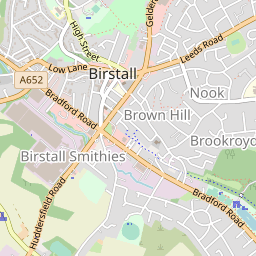 High Street
Gelder
Leeds Road
Low Lane
A652
Birstall
Nook
Bradford Road
Brown Hill
Brookroyd
Birstall Smithies
Huddersfield Road
Bradford Road